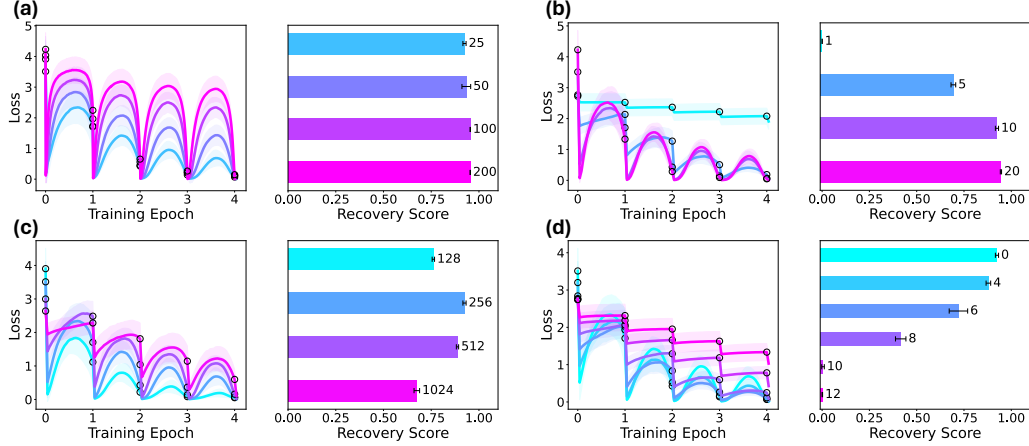 (a)
5
4
3
2
1
0
Loss
0 1 2 3 4
Training Epoch
25
50
100
200
0.00 0.25 0.50 0.75 1.00
Recovery Score
(b)
5
4
3
2
1
0
Loss
0 1 2 3 4
Training Epoch
1
5
10
20
0.00 0.25 0.50 0.75 1.00
Recovery Score
(c)
4
3
2
1
0
Loss
0 1 2 3 4
Training Epoch
128
256
512
1024
0.00 0.25 0.50 0.75 1.00
Recovery Score
(d)
4
3
2
1
0
Loss
0 1 2 3 4
Training Epoch
0
4
6
8
10
12
0.00 0.25 0.50 0.75 1.00
Recovery Score